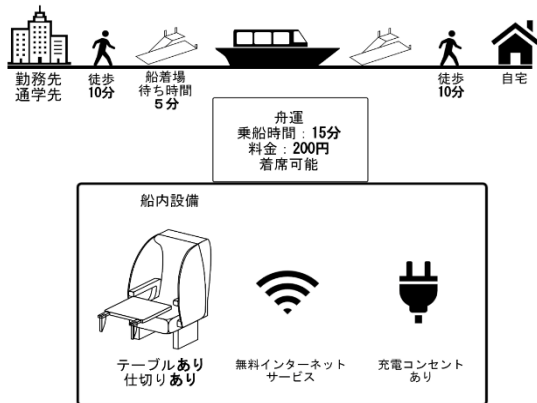 勤務先
通学先
徒歩
10分
船着場
待ち時間
5分
徒歩
10分
自宅
舟運
乗船時間：15分
料金：200円
着席可能
船内設備
テーブルあり
仕切りあり
無料インターネット
サービス
充電コンセント
あり